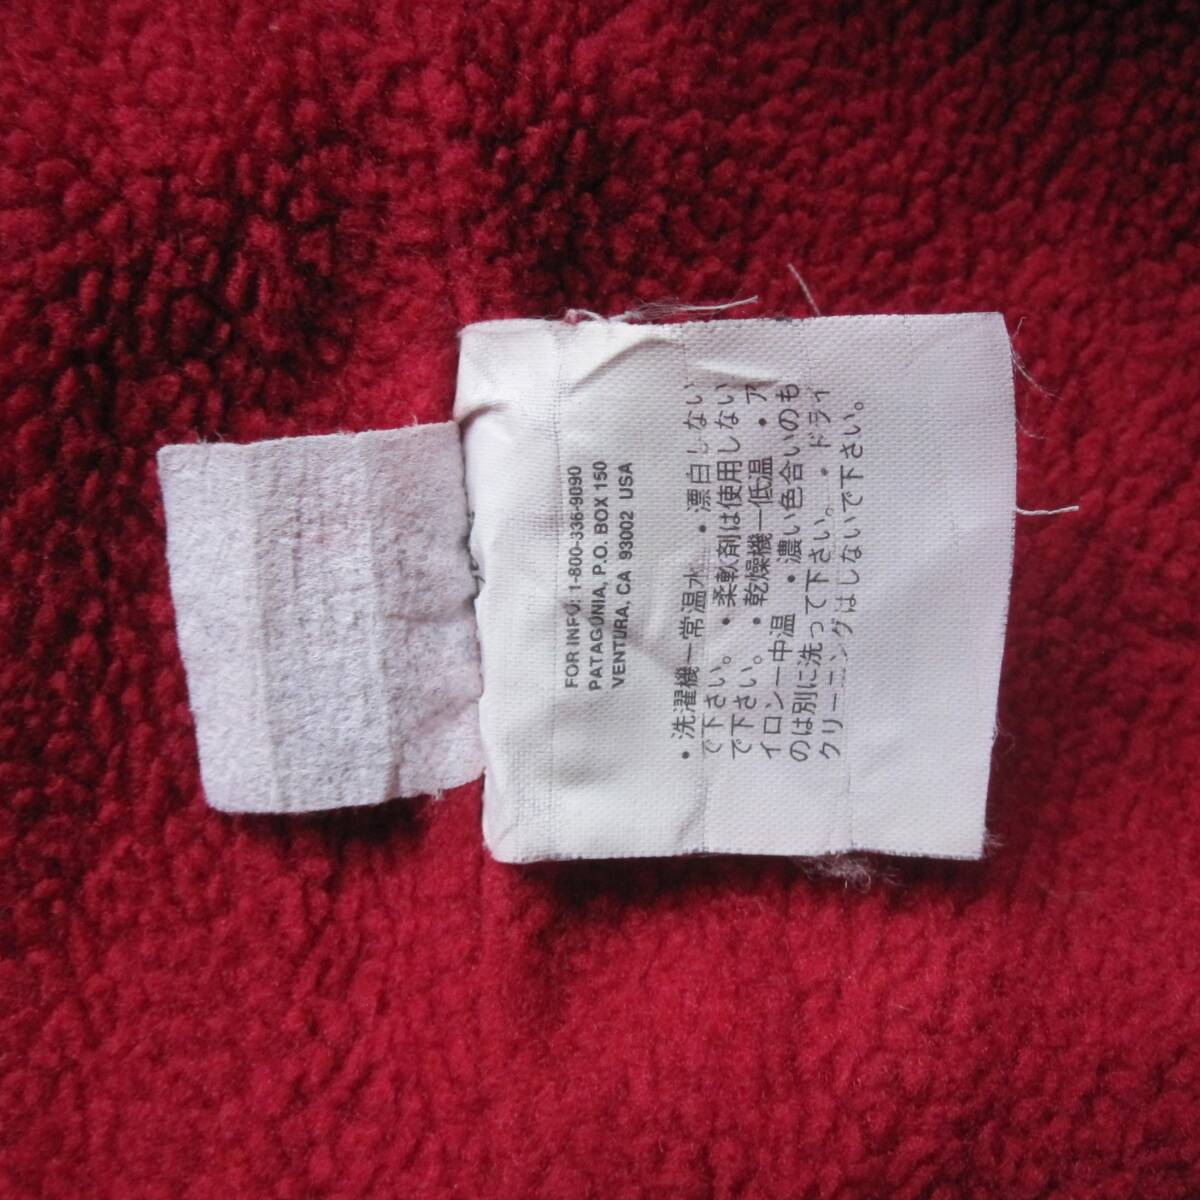 FOR INFO: 1-800-336-9090
PATAGONIA, P.O. BOX 150
VENTURA, CA 93002 USA
・洗濯機ー常温水 ・漂白しない
で下さい。 ・柔軟剤は使用しない
で下さい。 ・乾燥機ー低温 ・ア
イロンー中温 ・濃い色合いのも
のは別に洗って下さい。・ドライ
クリーニングはしないで下さい。